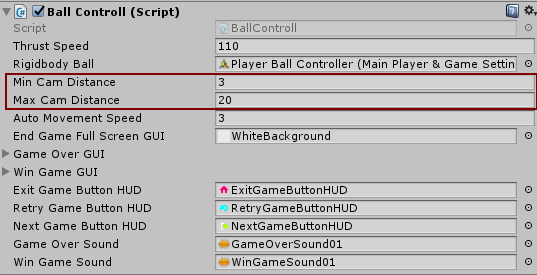 Ball Controll (Script)
Script BallControll
Thrust Speed 110
Rigidbody Ball Player Ball Controller (Main Player & Game Settin
Min Cam Distance 3
Max Cam Distance 20
Auto Movement Speed 3
End Game Full Screen GUI WhiteBackground
Game Over GUI
Win Game GUI
Exit Game Button HUD ExitGameButtonHUD
Retry Game Button HUD RetryGameButtonHUD
Next Game Button HUD NextGameButtonHUD
Game Over Sound GameOverSound01
Win Game Sound WinGameSound01